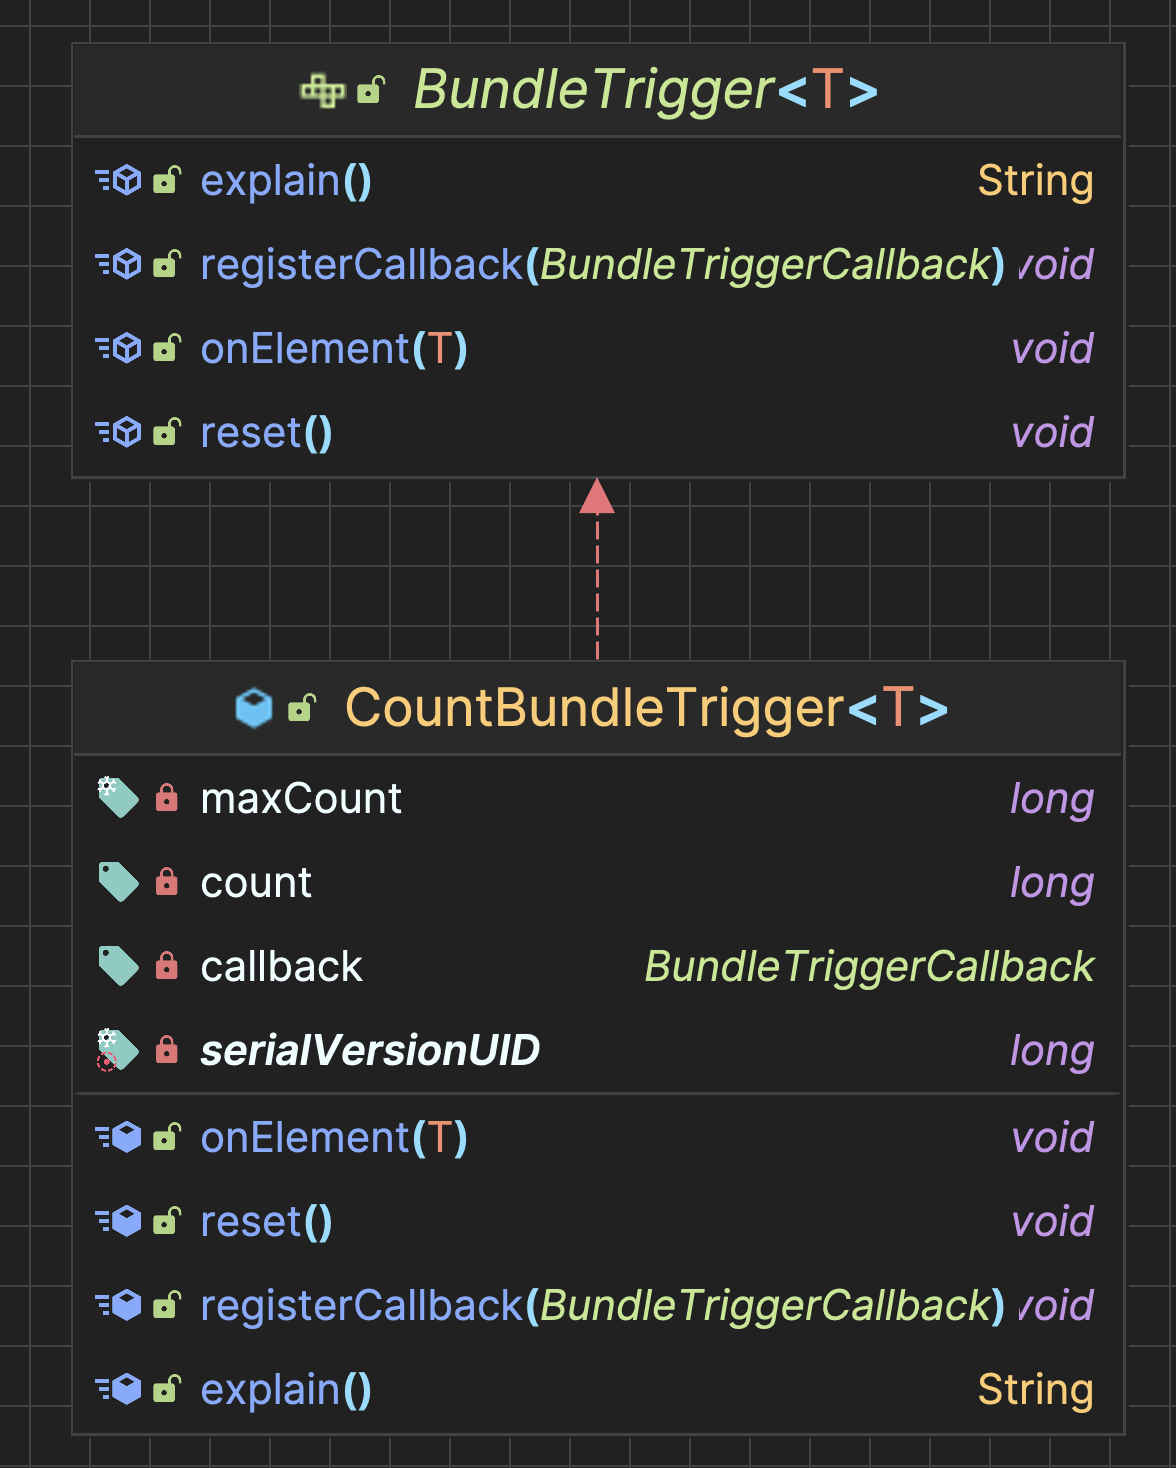 BundleTrigger<T>
explain() String
registerCallback(BundleTriggerCallback) void
onElement(T) void
reset() void
CountBundleTrigger<T>
maxCount long
count long
callback BundleTriggerCallback
serialVersionUID long
onElement(T) void
reset() void
registerCallback(BundleTriggerCallback) void
explain() String